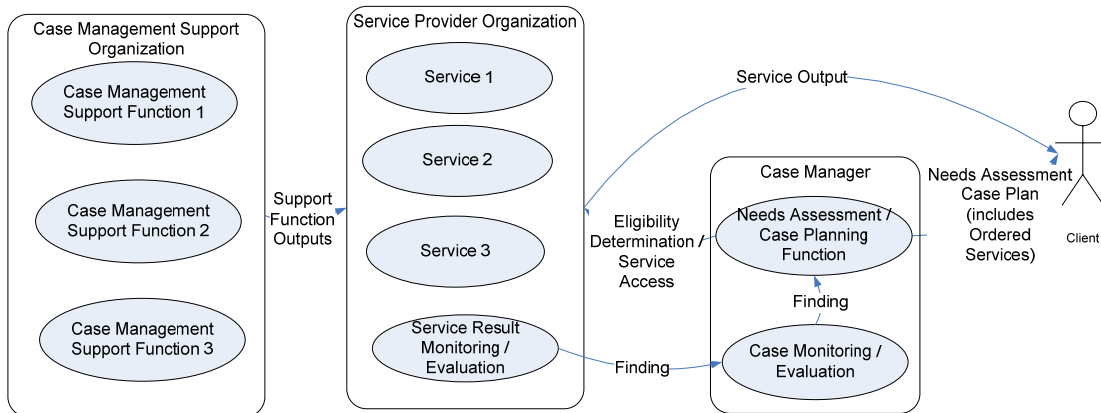 Case Management Support
Organization
Case Management
Support Function 1
Case Management
Support Function 2
Case Management
Support Function 3
Support
Function
Outputs
Service Provider Organization
Service 1
Service 2
Service 3
Service Result
Monitoring /
Evaluation
Service Output
Eligibility
Determination /
Service
Access
Finding
Case Manager
Needs Assessment /
Case Planning
Function
Finding
Case Monitoring /
Evaluation
Needs Assessment
Case Plan
(includes
Ordered
Services)
Client